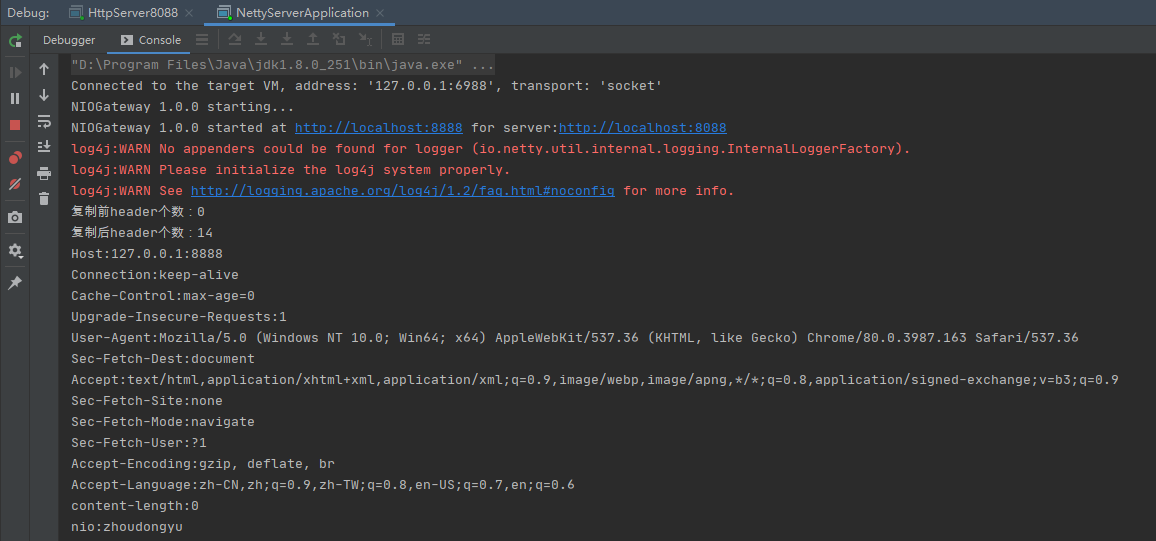 Debug: HttpServer8088 × NettyServerApplication ×
Debugger Console
"D:\Program Files\Java\jdk1.8.0_251\bin\java.exe" ...
Connected to the target VM, address: '127.0.0.1:6988', transport: 'socket'
NIOGateway 1.0.0 starting...
NIOGateway 1.0.0 started at http://localhost:8888 for server:http://localhost:8088
log4j:WARN No appenders could be found for logger (io.netty.util.internal.logging.InternalLoggerFactory).
log4j:WARN Please initialize the log4j system properly.
log4j:WARN See http://logging.apache.org/log4j/1.2/faq.html#noconfig for more info.
复制前header个数：0
复制后header个数：14
Host:127.0.0.1:8888
Connection:keep-alive
Cache-Control:max-age=0
Upgrade-Insecure-Requests:1
User-Agent:Mozilla/5.0 (Windows NT 10.0; Win64; x64) AppleWebKit/537.36 (KHTML, like Gecko) Chrome/80.0.3987.163 Safari/537.36
Sec-Fetch-Dest:document
Accept:text/html,application/xhtml+xml,application/xml;q=0.9,image/webp,image/apng,*/*;q=0.8,application/signed-exchange;v=b3;q=0.9
Sec-Fetch-Site:none
Sec-Fetch-Mode:navigate
Sec-Fetch-User:?1
Accept-Encoding:gzip, deflate, br
Accept-Language:zh-CN,zh;q=0.9,zh-TW;q=0.8,en-US;q=0.7,en;q=0.6
content-length:0
nio:zhoudongyu